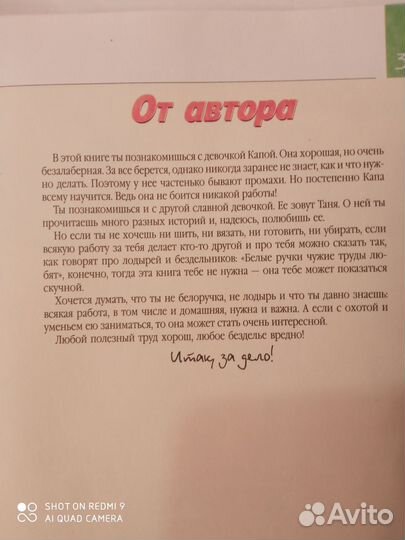 3
От автора
В этой книге ты познакомишься с девочкой Капой. Она хорошая, но очень
безалаберная. За все берется, однако никогда заранее не знает, как и что нуж-
но делать. Поэтому у нее частенько бывают промахи. Но постепенно Капа
всему научится. Ведь она не боится никакой работы!
Ты познакомишься и с другой славной девочкой. Ее зовут Таня. О ней ты
прочитаешь много разных историй и, надеюсь, полюбишь ее.
Но если ты не хочешь ни шить, ни вязать, ни готовить, ни убирать, если
всякую работу за тебя делает кто-то другой и про тебя можно сказать так,
как говорят про лодырей и бездельников: «Белые ручки чужие труды лю-
бят», конечно, тогда эта книга тебе не нужна — она тебе может показаться
скучной.
Хочется думать, что ты не белоручка, не лодырь и что ты давно знаешь:
всякая работа, в том числе и домашняя, нужна и важна. А если с охотой и
уменьем ею заниматься, то она может стать очень интересной.
Любой полезный труд хорош, любое безделье вредно!
Итак, за дело!
SHOT ON REDMI 9
AI QUAD CAMERA
Avito